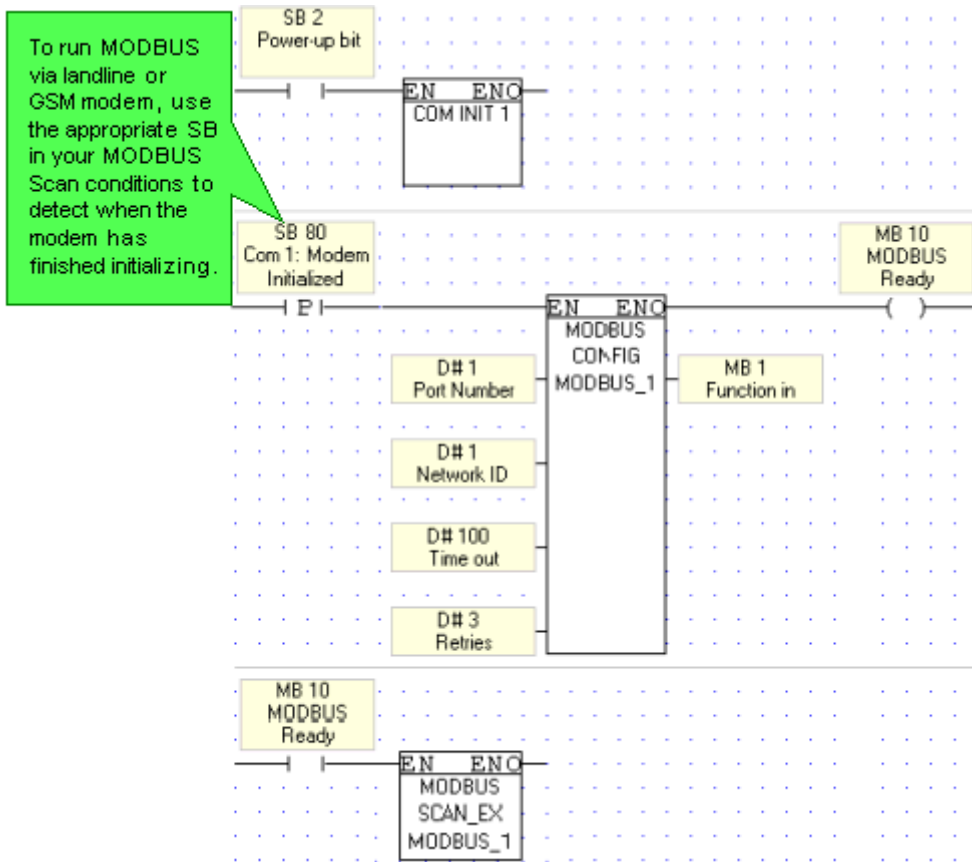 To run MODBUS
via landline or
GSM modem, use
the appropriate SB
in your MODBUS
Scan conditions to
detect when the
modem has
finished initializing.
SB 2
Power-up bit
EN ENO
COM INIT 1
SB 80
Com 1: Modem
Initialized
P
MB 10
MODBUS
Ready
EN ENO
MODBUS
CONFIG
MODBUS_1
D# 1
Port Number
MB 1
Function in
D# 1
Network ID
D# 100
Time out
D# 3
Retries
MB 10
MODBUS
Ready
EN ENO
MODBUS
SCAN_EX
MODBUS_1